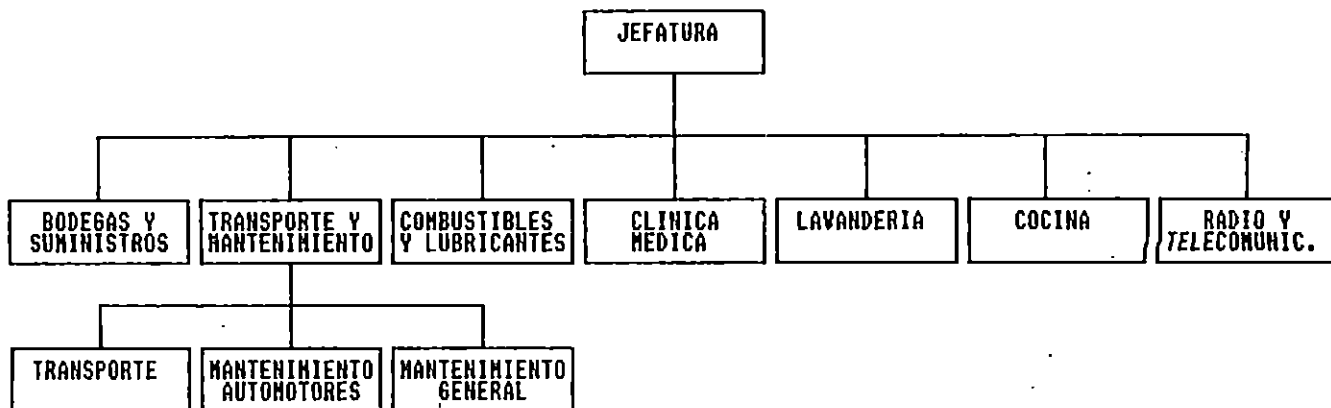 JEFATURA
BODEGAS Y
SUMINISTROS
TRANSPORTE Y
MANTENIMIENTO
COMBUSTIBLES
Y LUBRICANTES
CLINICA
MEDICA
LAVANDERIA
COCINA
RADIO Y
TELECOMUNIC.
TRANSPORTE
MANTENIMIENTO
AUTOMOTORES
MANTENIMIENTO
GENERAL